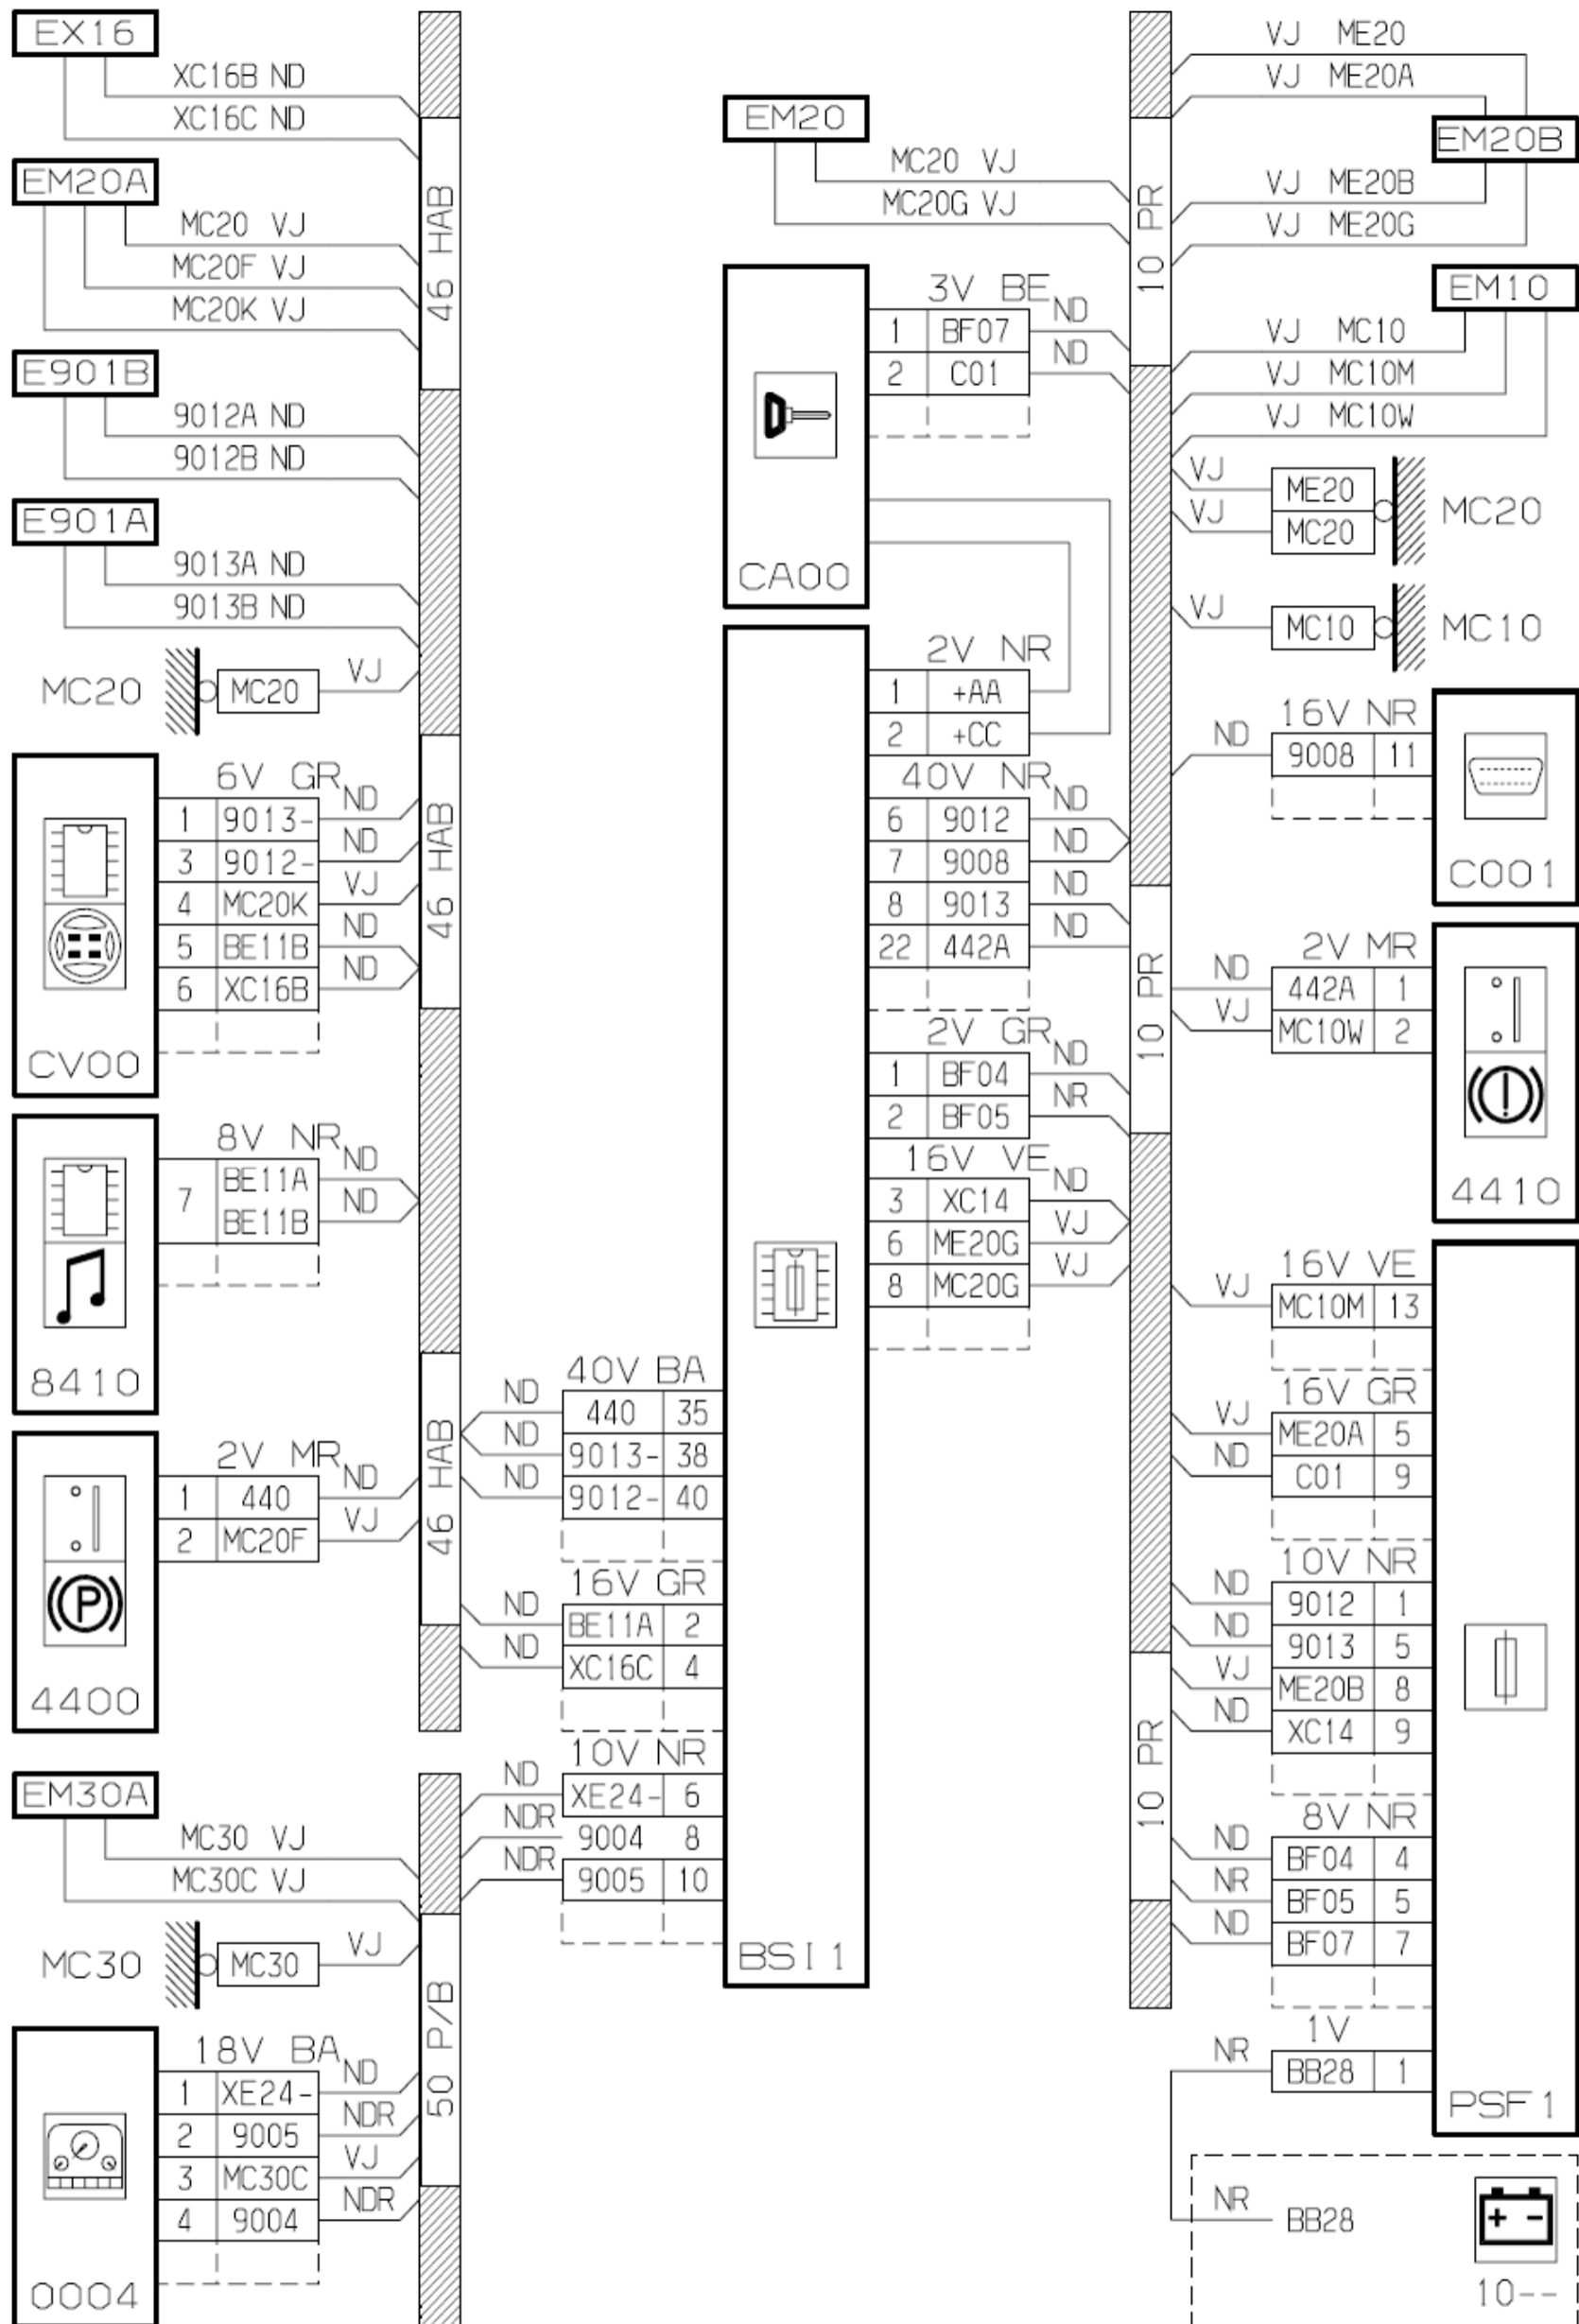 EX16
XC16B ND
XC16C ND
EM20A
MC20 VJ
MC20F VJ
MC20K VJ
46 HAB
E901B
9012A ND
9012B ND
E901A
9013A ND
9013B ND
MC20
MC20
VJ
CV00
6V GR
1 9013- ND
3 9012- ND
4 MC20K VJ
5 BE11B ND
6 XC16B ND
46 HAB
8410
8V NR
7 BE11A ND
BE11B ND
4400
P
2V MR
1 440 ND
2 MC20F VJ
46 HAB
EM30A
MC30 VJ
MC30C VJ
MC30
MC30
VJ
0004
18V BA
1 XE24- ND
2 9005 NDR
3 MC30C VJ
4 9004 NDR
50 P/B
EM20
MC20 VJ
MC20G VJ
CA00
3V BE
1 BF07 ND
2 C01 ND
BSI1
2V NR
1 +AA
2 +CC
40V NR
6 9012 ND
7 9008 ND
8 9013 ND
22 442A ND
2V GR
1 BF04 ND
2 BF05 NR
16V VE
3 XC14 ND
6 ME20G VJ
8 MC20G VJ
40V BA
ND 440 35
ND 9013- 38
ND 9012- 40
16V GR
ND BE11A 2
ND XC16C 4
10V NR
ND XE24- 6
NDR 9004 8
NDR 9005 10
10 PR
10 PR
10 PR
VJ ME20
VJ ME20A
EM20B
VJ ME20B
VJ ME20G
EM10
VJ MC10
VJ MC10M
VJ MC10W
VJ ME20
VJ MC20
MC20
VJ MC10
MC10
16V NR
ND 9008 11
C001
2V MR
ND 442A 1
VJ MC10W 2
4410
16V VE
VJ MC10M 13
16V GR
VJ ME20A 5
ND C01 9
10V NR
ND 9012 1
ND 9013 5
VJ ME20B 8
ND XC14 9
8V NR
ND BF04 4
NR BF05 5
ND BF07 7
1V
NR BB28 1
PSF1
NR BB28
+ -
10--